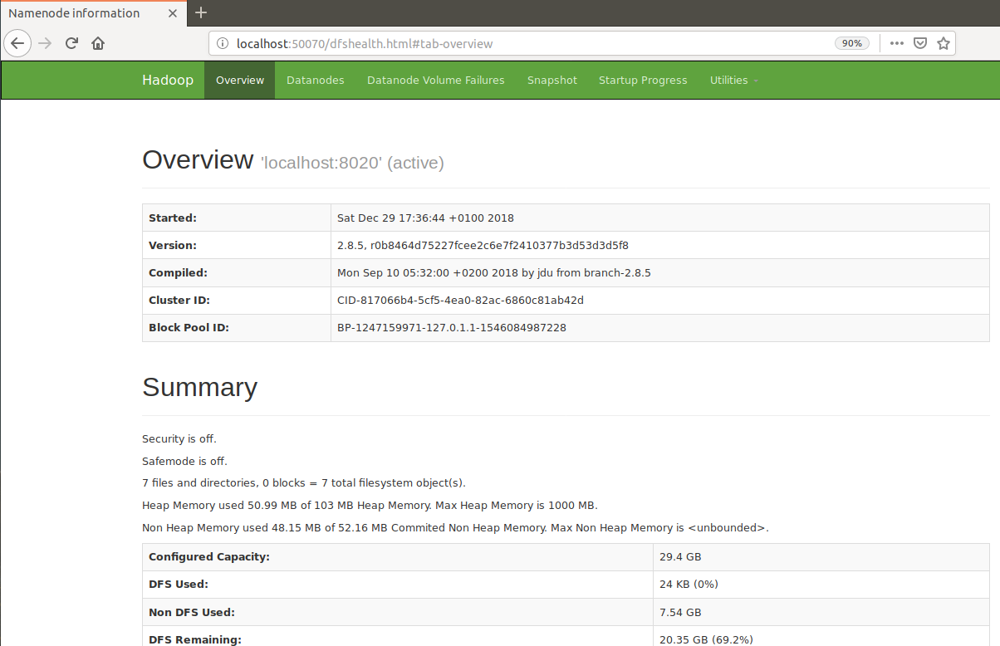 Namenode information
localhost:50070/dfshealth.html#tab-overview 90%
Hadoop Overview Datanodes Datanode Volume Failures Snapshot Startup Progress Utilities
Overview 'localhost:8020' (active)
Started: Sat Dec 29 17:36:44 +0100 2018
Version: 2.8.5, r0b8464d75227fcee2c6e7f2410377b3d53d3d5f8
Compiled: Mon Sep 10 05:32:00 +0200 2018 by jdu from branch-2.8.5
Cluster ID: CID-817066b4-5cf5-4ea0-82ac-6860c81ab42d
Block Pool ID: BP-1247159971-127.0.1.1-1546084987228
Summary
Security is off.
Safemode is off.
7 files and directories, 0 blocks = 7 total filesystem object(s).
Heap Memory used 50.99 MB of 103 MB Heap Memory. Max Heap Memory is 1000 MB.
Non Heap Memory used 48.15 MB of 52.16 MB Commited Non Heap Memory. Max Non Heap Memory is <unbounded>.
Configured Capacity: 29.4 GB
DFS Used: 24 KB (0%)
Non DFS Used: 7.54 GB
DFS Remaining: 20.35 GB (69.2%)